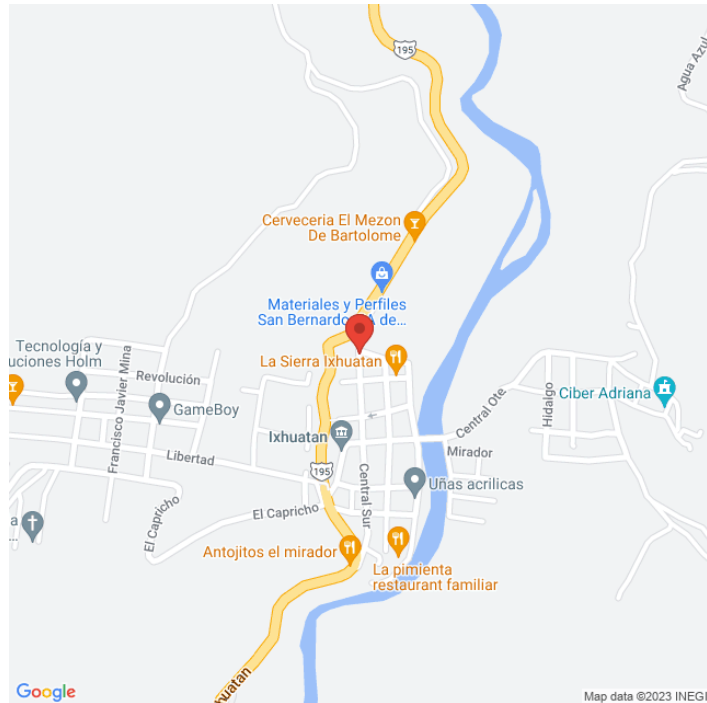 195
Agua Azul
Cerveceria El Mezon
De Bartolome
Materiales y Perfiles
San Bernardo
A de...
Tecnología y
uciones Holm
Francisco Javier Mina
Revolución
La Sierra Ixhuatan
GameBoy
Ciber Adriana
Hidalgo
Central Ote
Ixhuatan
Mirador
Libertad
195
Central Sur
Uñas acrilicas
El Capricho
El Capricho
a
...
Antojitos el mirador
La pimienta
restaurant familiar
huatan
Google
Map data ©2023 INEGI